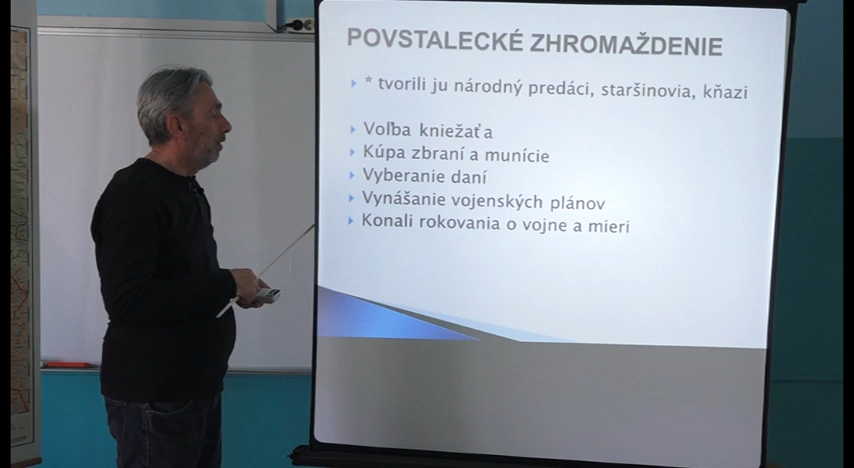 POVSTALECKÉ ZHROMAŽDENIE
* tvorili ju národný predáci, staršinovia, kňazi
Voľba kniežaťa
Kúpa zbraní a munície
Vyberanie daní
Vynášanie vojenských plánov
Konali rokovania o vojne a mieri